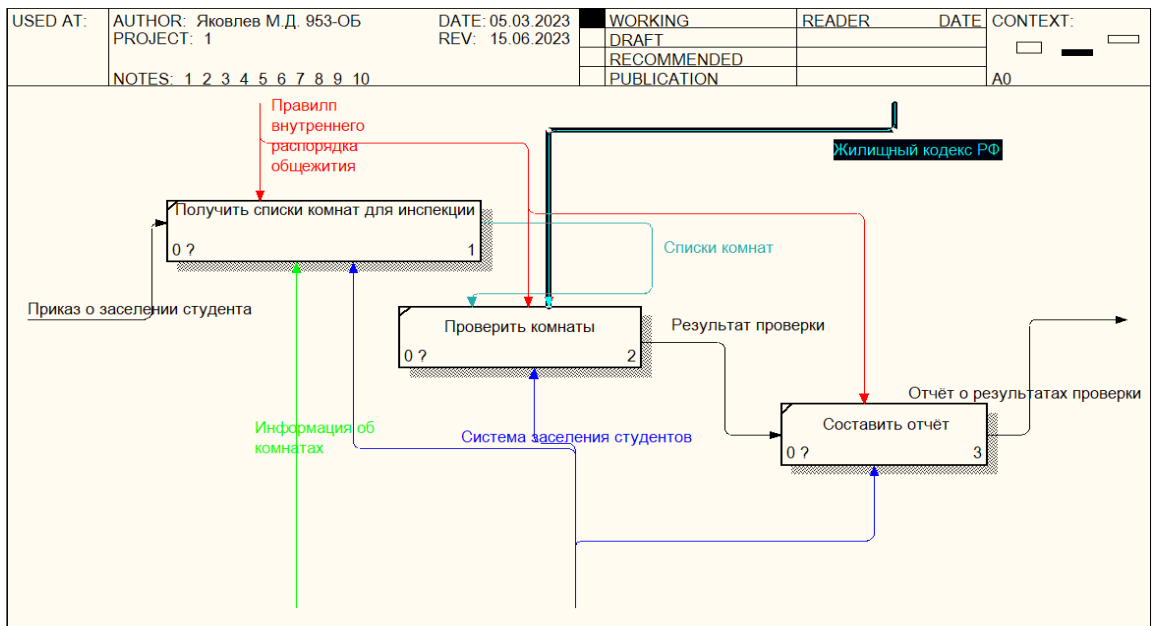 USED AT:
AUTHOR: Яковлев М.Д. 953-ОБ
DATE: 05.03.2023
PROJECT: 1
REV: 15.06.2023
NOTES: 1 2 3 4 5 6 7 8 9 10
WORKING
DRAFT
RECOMMENDED
PUBLICATION
READER
DATE
CONTEXT:
A0
Правилп
внутреннего
распорядка
общежития
Жилищный кодекс РФ
Получить списки комнат для инспекции
0 ?
1
Списки комнат
Приказ о заселении студента
Проверить комнаты
0 ?
2
Результат проверки
Отчёт о результатах проверки
Составить отчёт
0 ?
3
Информация об
комнатах
Система заселения студентов